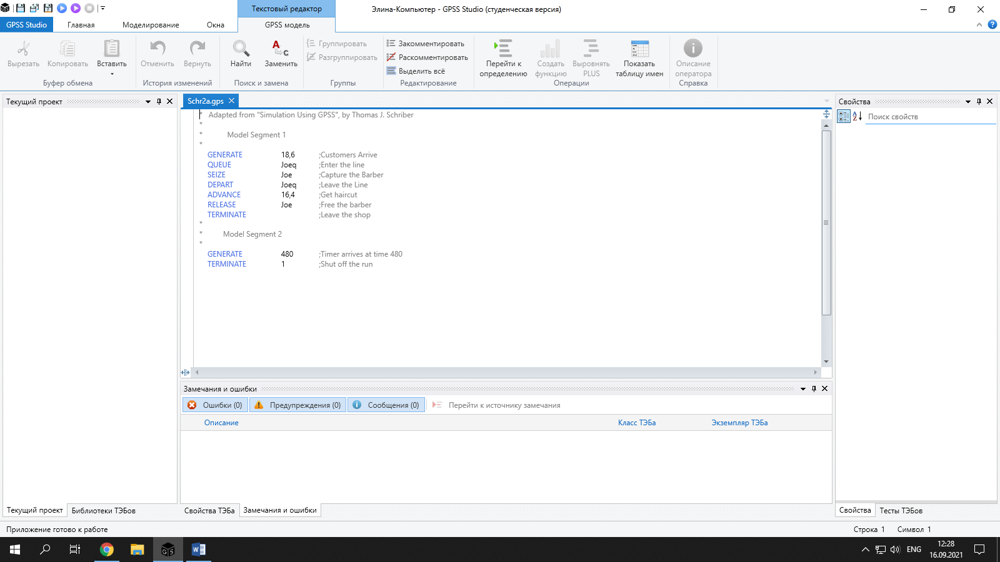 Текстовый редактор
Элина-Компьютер - GPSS Studio (студенческая версия)
GPSS Studio
Главная
Моделирование
Окна
GPSS модель
Вырезать
Копировать
Вставить
Буфер обмена
Отменить
Вернуть
История изменений
Найти
Заменить
Поиск и замена
Группировать
Разгруппировать
Группы
Закомментировать
Раскомментировать
Выделить всё
Редактирование
Перейти к
определению
Создать
функцию
Выровнять
PLUS
Показать
таблицу имен
Операции
Описание
оператора
Справка
Текущий проект
Schr2a.gps
* Adapted from "Simulation Using GPSS", by Thomas J. Schriber
*
* Model Segment 1
*
GENERATE 18,6 ;Customers Arrive
QUEUE Joeq ;Enter the line
SEIZE Joe ;Capture the Barber
DEPART Joeq ;Leave the Line
ADVANCE 16,4 ;Get haircut
RELEASE Joe ;Free the barber
TERMINATE ;Leave the shop
*
* Model Segment 2
*
GENERATE 480 ;Timer arrives at time 480
TERMINATE 1 ;Shut off the run
Свойства
Поиск свойств
Замечания и ошибки
Ошибки (0)
Предупреждения (0)
Сообщения (0)
Перейти к источнику замечания
Описание
Класс ТЭБа
Экземпляр ТЭБа
Текущий проект
Библиотеки ТЭБов
Свойства ТЭБа
Замечания и ошибки
Свойства
Тесты ТЭБов
Приложение готово к работе
Строка 1
Символ 1
ENG
12:28
16.09.2021